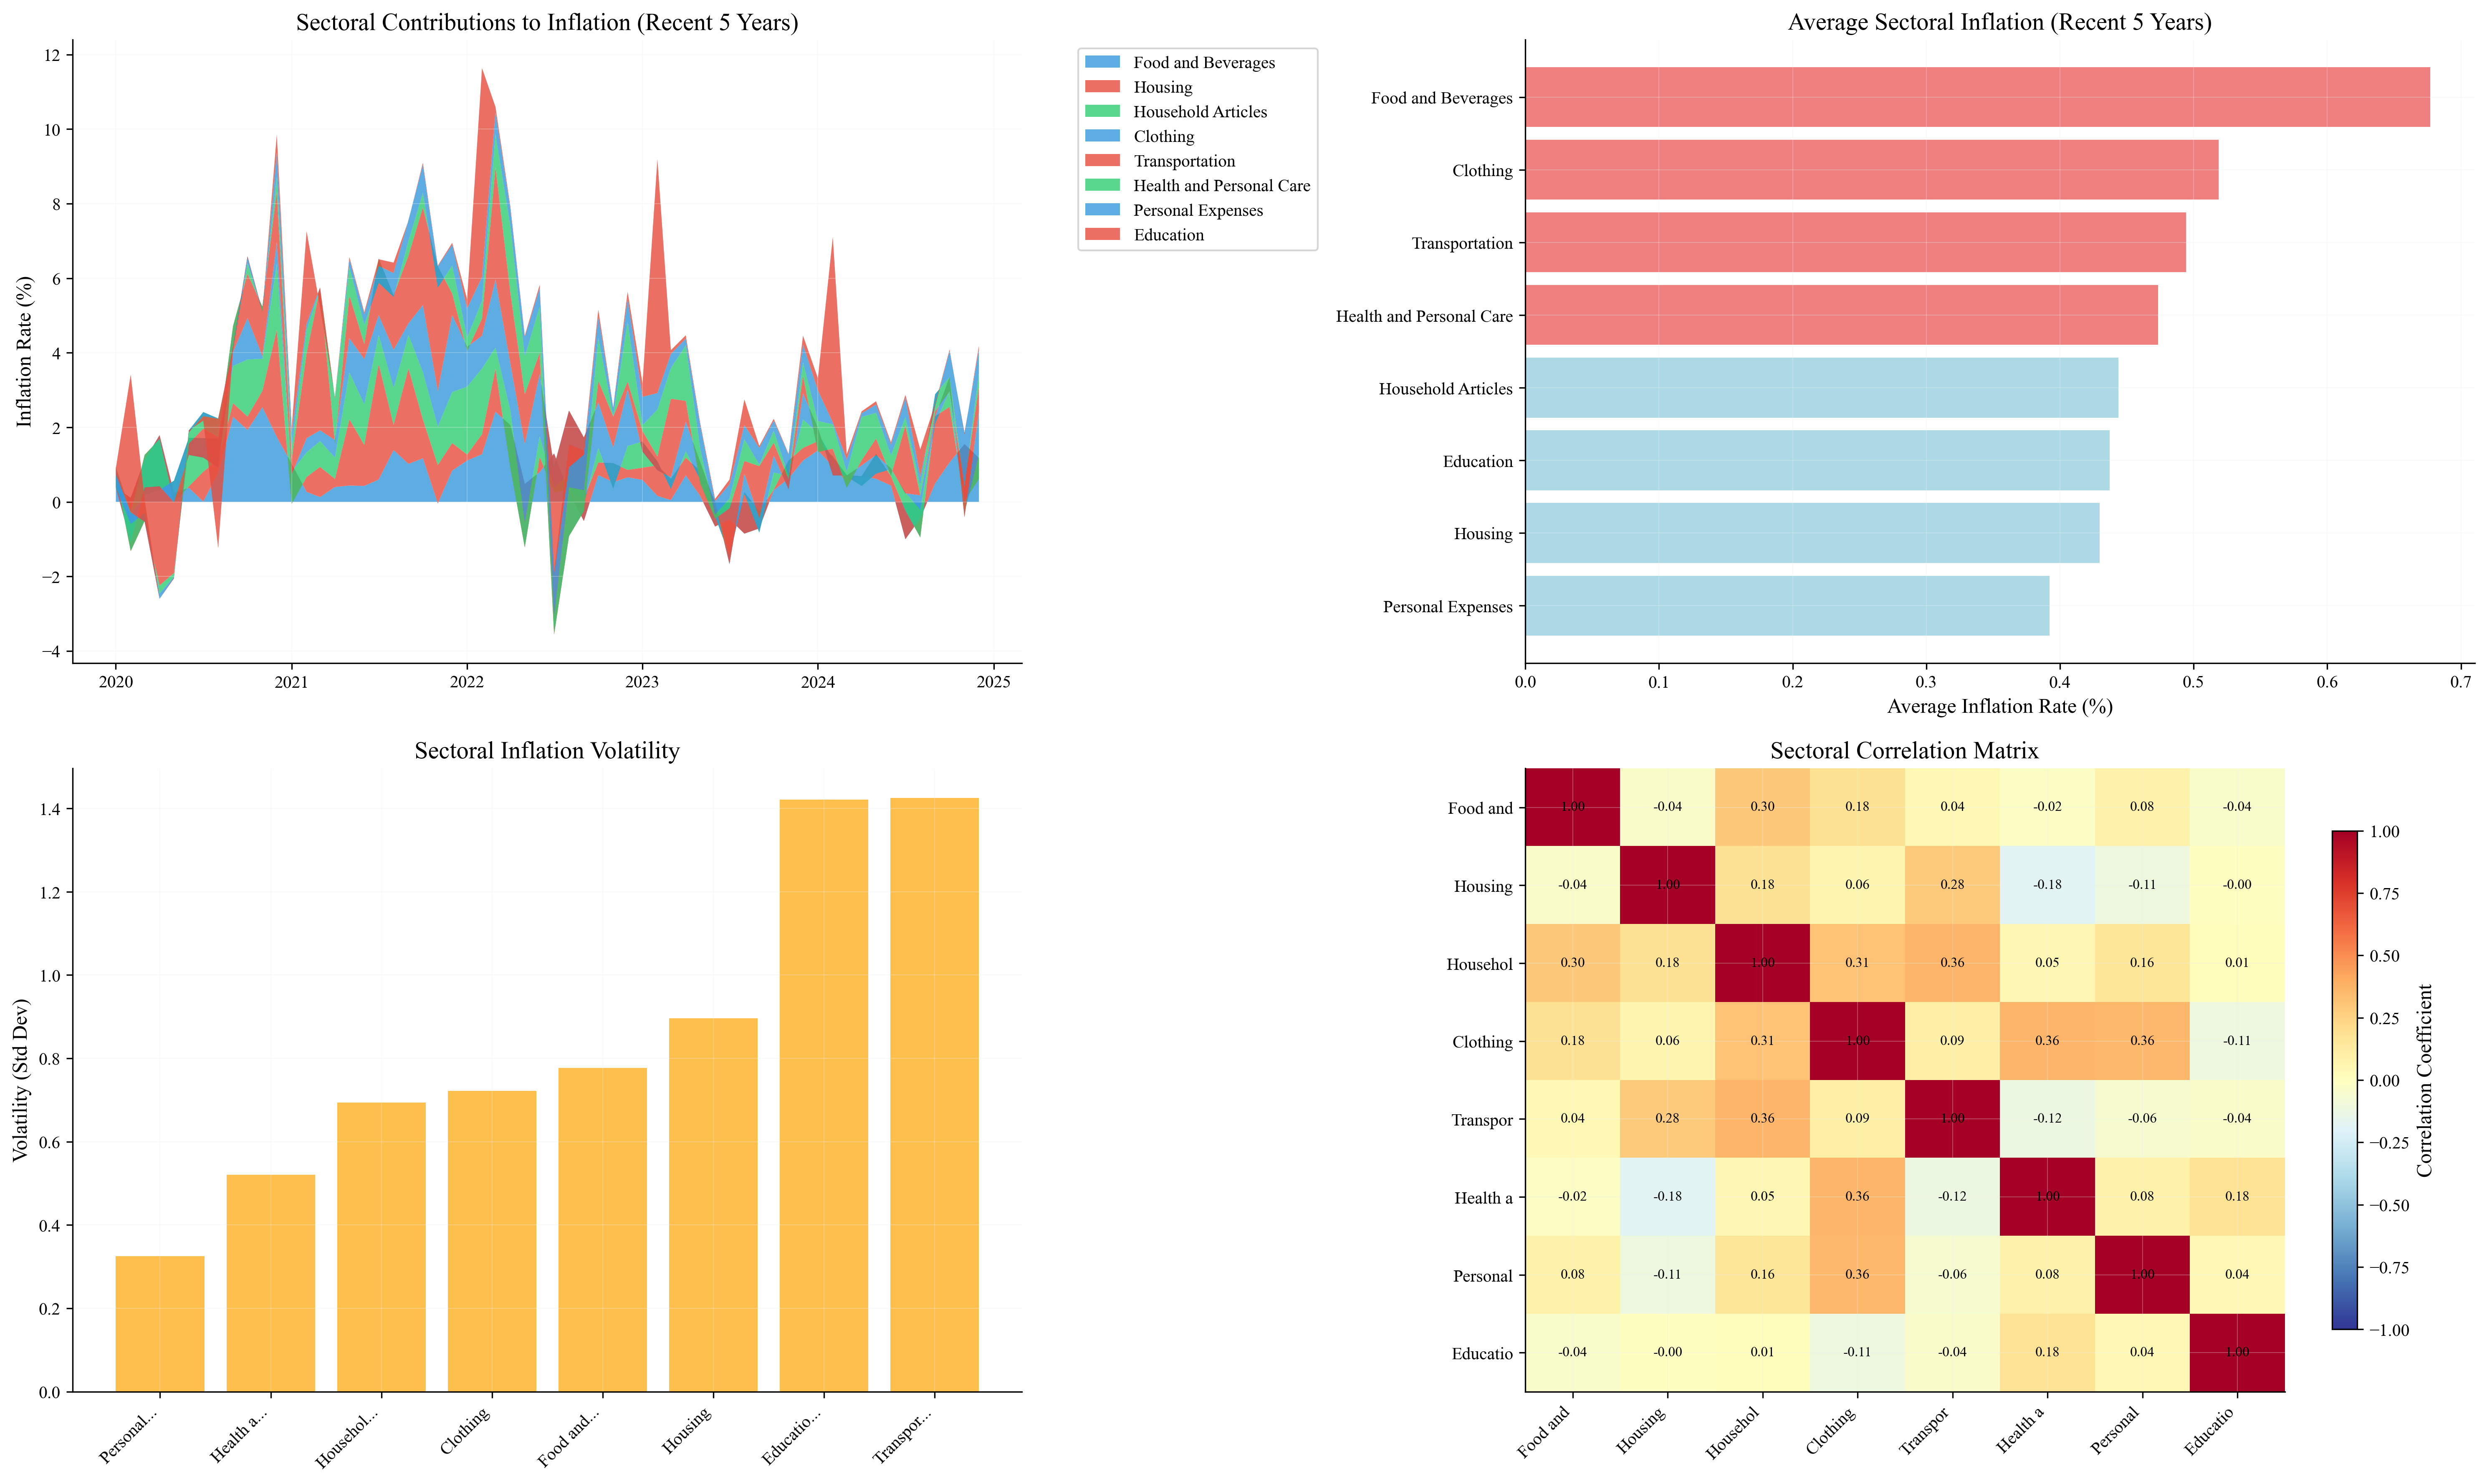 Sectoral Contributions to Inflation (Recent 5 Years)
Inflation Rate (%)
12
10
8
6
4
2
0
−2
−4
2020 2021 2022 2023 2024 2025
Food and Beverages
Housing
Household Articles
Clothing
Transportation
Health and Personal Care
Personal Expenses
Education
Average Sectoral Inflation (Recent 5 Years)
Food and Beverages
Clothing
Transportation
Health and Personal Care
Household Articles
Education
Housing
Personal Expenses
0.0 0.1 0.2 0.3 0.4 0.5 0.6 0.7
Average Inflation Rate (%)
Sectoral Inflation Volatility
Volatility (Std Dev)
1.4
1.2
1.0
0.8
0.6
0.4
0.2
0.0
Personal... Health a... Househol... Clothing Food and... Housing Educatio... Transpor...
Sectoral Correlation Matrix
Food and 1.00 -0.04 0.30 0.18 0.04 -0.02 0.08 -0.04
Housing -0.04 1.00 0.18 0.06 0.28 -0.18 -0.11 -0.00
Househol 0.30 0.18 1.00 0.31 0.36 0.05 0.16 0.01
Clothing 0.18 0.06 0.31 1.00 0.09 0.36 0.36 -0.11
Transpor 0.04 0.28 0.36 0.09 1.00 -0.12 -0.06 -0.04
Health a -0.02 -0.18 0.05 0.36 -0.12 1.00 0.08 0.18
Personal 0.08 -0.11 0.16 0.36 -0.06 0.08 1.00 0.04
Educatio -0.04 -0.00 0.01 -0.11 -0.04 0.18 0.04 1.00
Food and Housing Househol Clothing Transpor Health a Personal Educatio
1.00
0.75
0.50
0.25
0.00
−0.25
−0.50
−0.75
−1.00
Correlation Coefficient